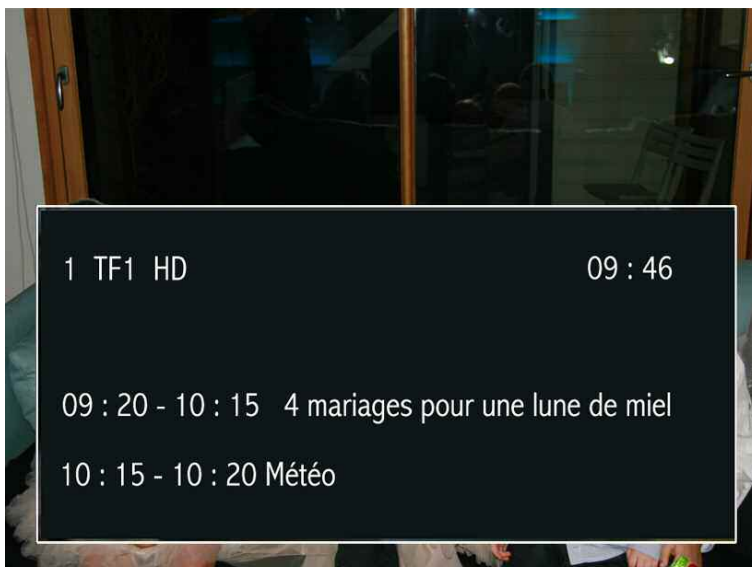 1 TF1 HD 09 : 46
09 : 20 - 10 : 15 4 mariages pour une lune de miel
10 : 15 - 10 : 20 Météo